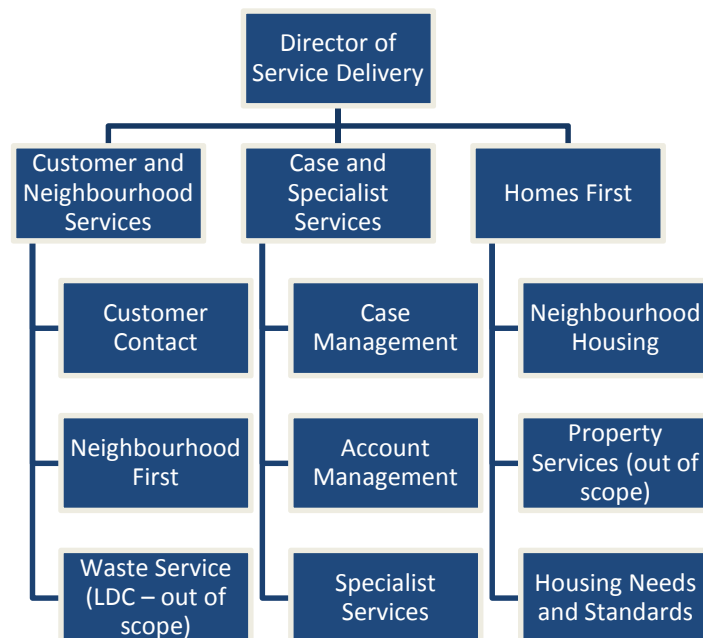 Director of
Service Delivery
Customer and
Neighbourhood
Services
Case and
Specialist
Services
Homes First
Customer
Contact
Case
Management
Neighbourhood
Housing
Neighbourhood
First
Account
Management
Property
Services (out of
scope)
Waste Service
(LDC – out of
scope)
Specialist
Services
Housing Needs
and Standards